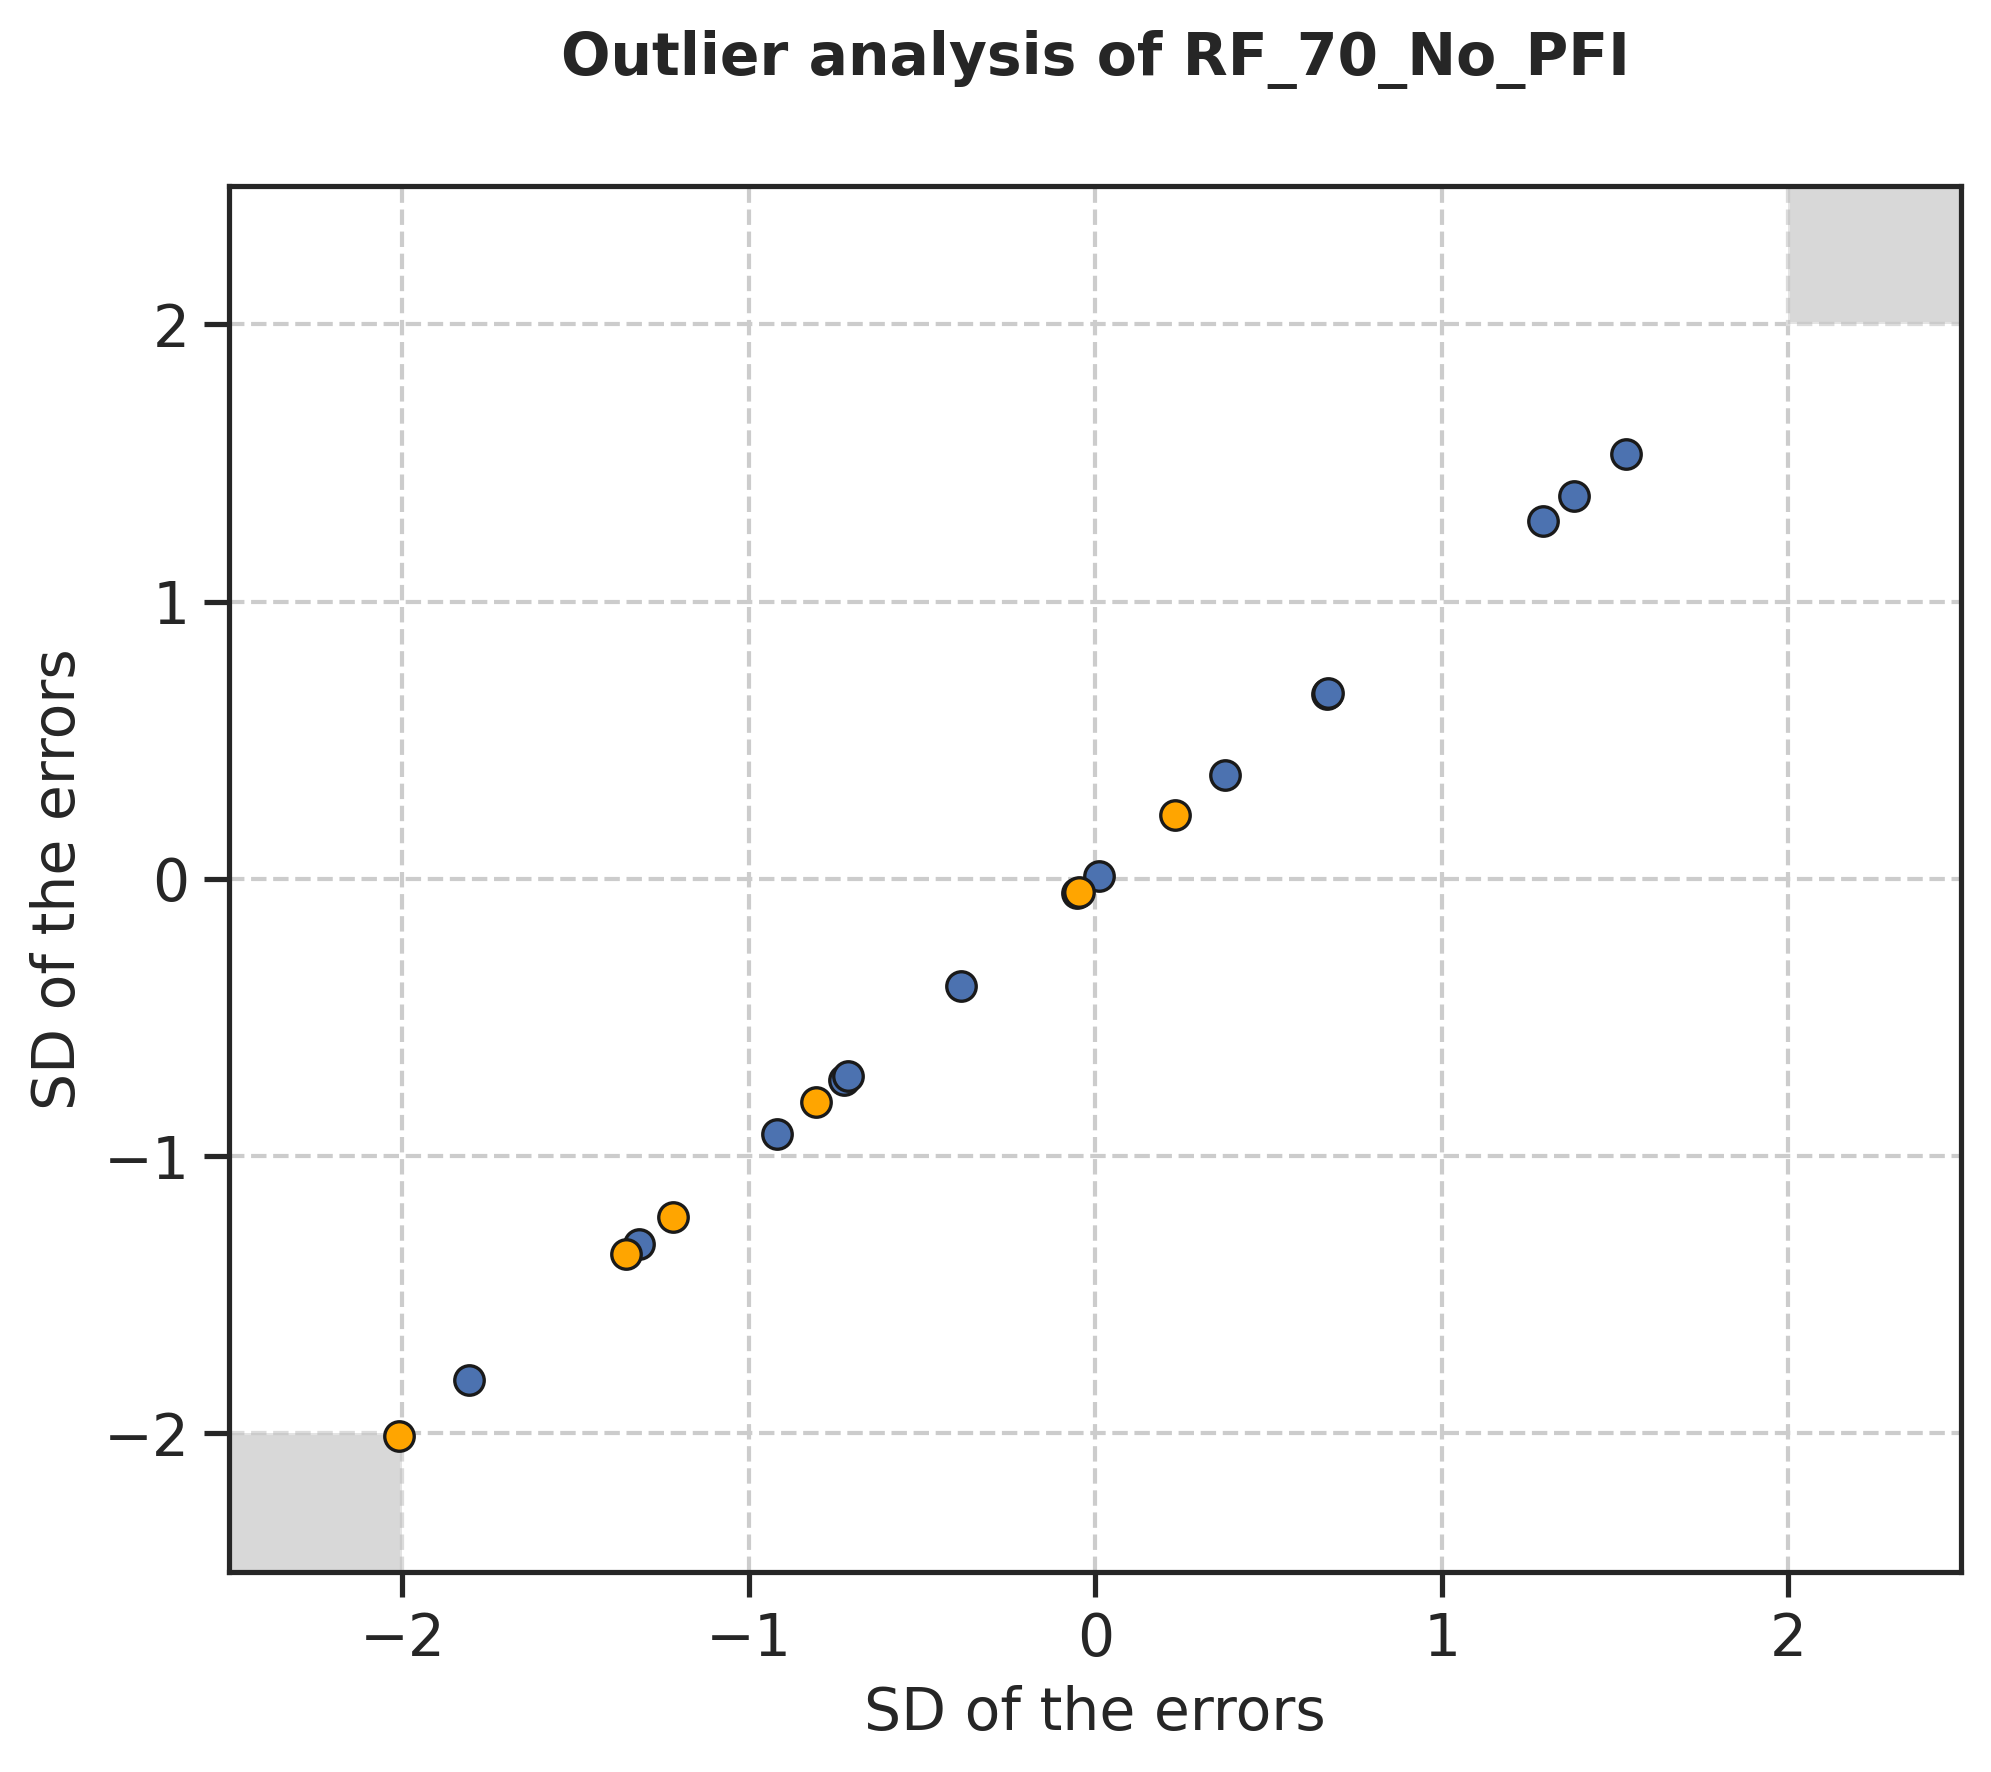 Outlier analysis of RF_70_No_PFI
2
1
0
−1
−2
SD of the errors
−2 −1 0 1 2
SD of the errors